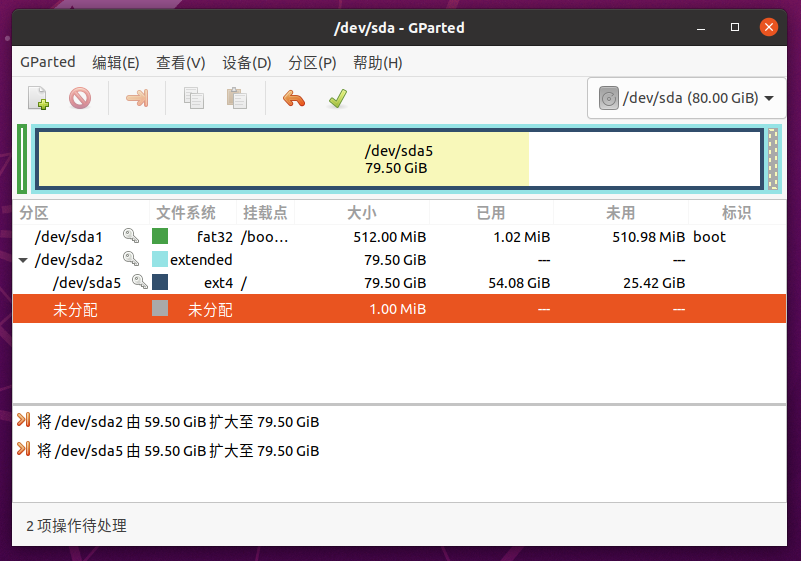 /dev/sda - GParted
GParted 编辑(E) 查看(V) 设备(D) 分区(P) 帮助(H)
/dev/sda (80.00 GiB)
/dev/sda5
79.50 GiB
分区 文件系统 挂载点 大小 已用 未用 标识
/dev/sda1 fat32 /boo... 512.00 MiB 1.02 MiB 510.98 MiB boot
/dev/sda2 extended 79.50 GiB --- ---
/dev/sda5 ext4 / 79.50 GiB 54.08 GiB 25.42 GiB
未分配 未分配 1.00 MiB --- ---
将 /dev/sda2 由 59.50 GiB 扩大至 79.50 GiB
将 /dev/sda5 由 59.50 GiB 扩大至 79.50 GiB
2 项操作待处理